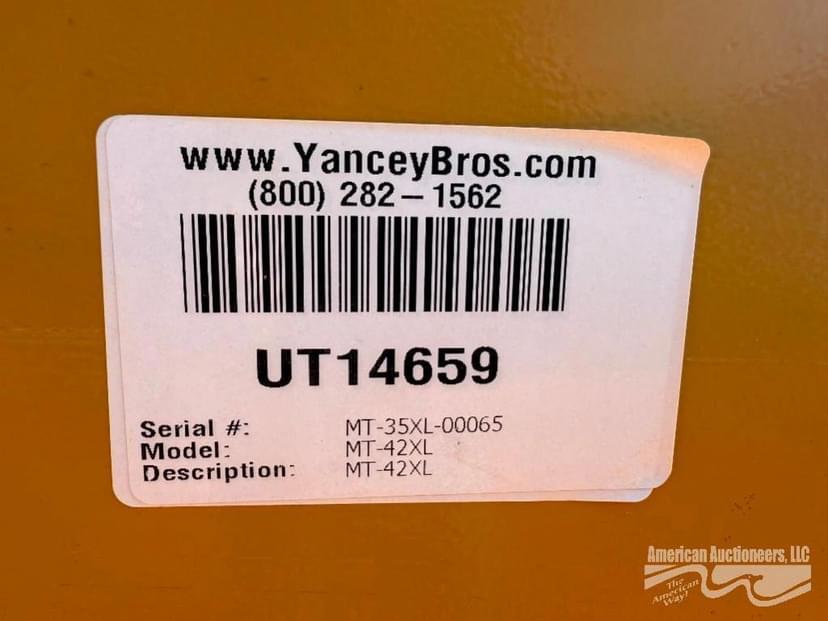 www.YanceyBros.com
(800) 282-1562
UT14659
Serial #: MT-35XL-00065
Model: MT-42XL
Description: MT-42XL
American Auctioneers, LLC
The American Way!